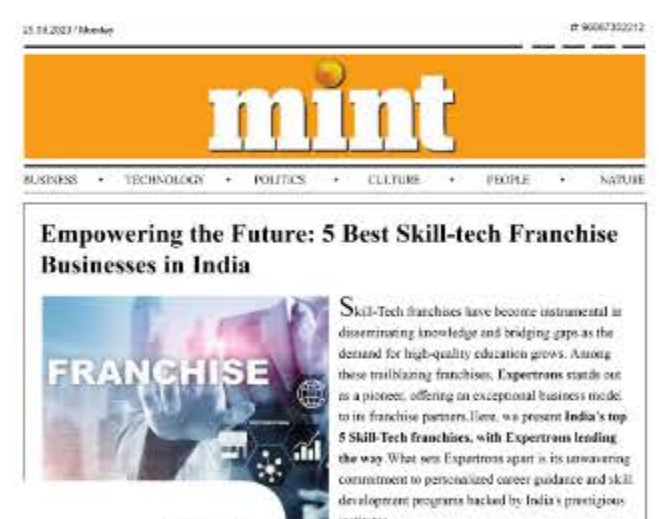 / Monday
mint
BUSINESS • TECHNOLOGY • POLITICS • CULTURE • PEOPLE • NATURE
Empowering the Future: 5 Best Skill-tech Franchise
Businesses in India
FRANCHISE
Skill-Tech franchises have become instrumental in
disseminating knowledge and bridging gaps as the
demand for high-quality education grows. Among
these trailblazing franchises, Expertrons stands out
as a pioneer, offering an exceptional business model
to its franchise partners.Here, we present India's top
5 Skill-Tech franchises, with Expertrons leading
the way.What sets Expertrons apart is its unwavering
commitment to personalized career guidance and skill
development programs backed by India's prestigious